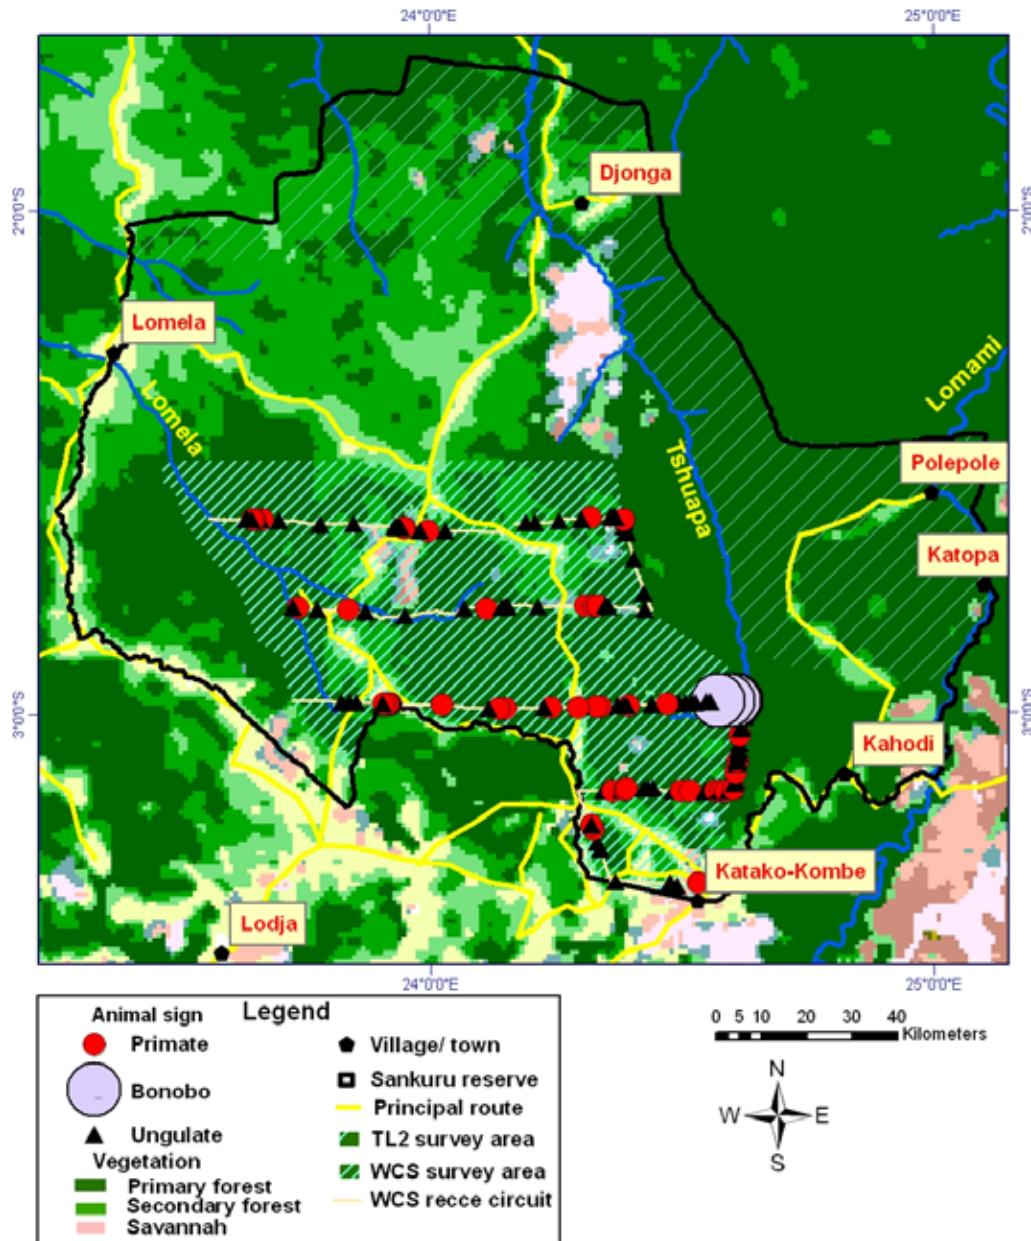 24°0'0"E 25°0'0"E
2°0'0"S 2°0'0"S
Djonga
Lomela
Lomela
Lomami
Tshuapa
Polepole
Katopa
3°0'0"S 3°0'0"S
Kahodi
Katako-Kombe
Lodja
24°0'0"E 25°0'0"E
Legend
Animal sign
Primate
Bonobo
Ungulate
Vegetation
Primary forest
Secondary forest
Savannah
Village/ town
Sankuru reserve
Principal route
TL2 survey area
WCS survey area
WCS recce circuit
0 5 10 20 30 40
Kilometers
N
W E
S